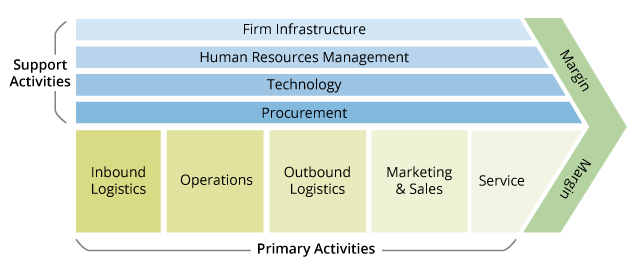 Firm Infrastructure
Human Resources Management
Technology
Procurement
Support
Activities
Margin
Margin
Inbound
Logistics
Operations
Outbound
Logistics
Marketing
& Sales
Service
Primary Activities